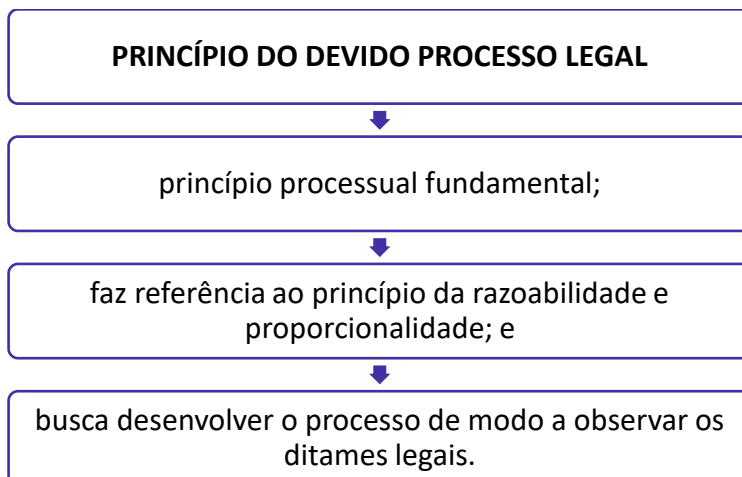 PRINCÍPIO DO DEVIDO PROCESSO LEGAL
princípio processual fundamental;
faz referência ao princípio da razoabilidade e
proporcionalidade; e
busca desenvolver o processo de modo a observar os
ditames legais.